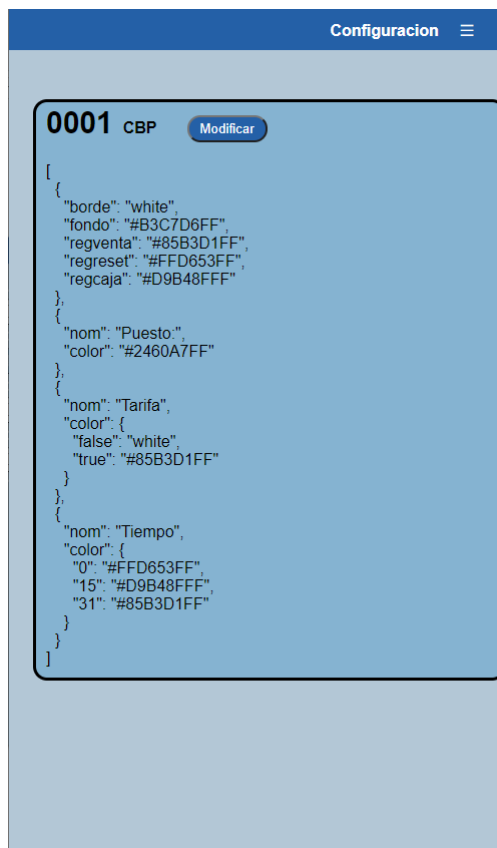 Configuracion ☰
0001 CBP Modificar
[
  {
    "borde": "white",
    "fondo": "#B3C7D6FF",
    "regventa": "#85B3D1FF",
    "regreset": "#FFD653FF",
    "regcaja": "#D9B48FFF"
  },
  {
    "nom": "Puesto:",
    "color": "#2460A7FF"
  },
  {
    "nom": "Tarifa",
    "color": {
      "false": "white",
      "true": "#85B3D1FF"
    }
  },
  {
    "nom": "Tiempo",
    "color": {
      "0": "#FFD653FF",
      "15": "#D9B48FFF",
      "31": "#85B3D1FF"
    }
  }
]